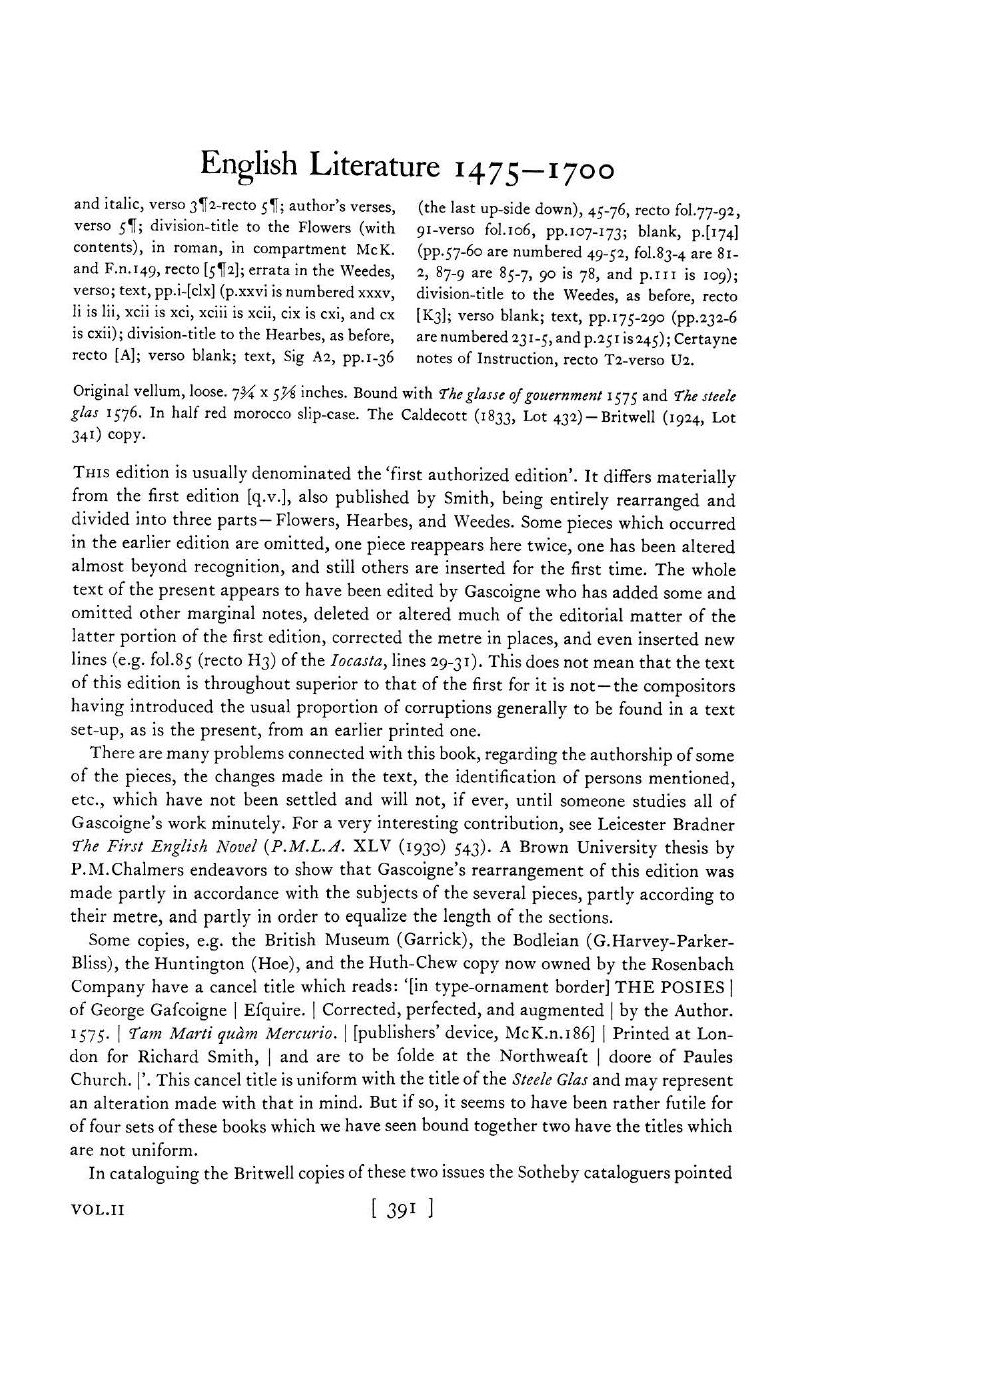 English Literature 1475—1700
and italic, verso 3¶2-recto 5¶; author's verses,
verso 5¶; division-title to the Flowers (with
contents), in roman, in compartment McK.
and F.n.149, recto [5¶2]; errata in the Weedes,
verso; text, pp.i-[clx] (p.xxvi is numbered xxxv,
li is lii, xcii is xci, xciii is xcii, cix is cxi, and cx
is cxii); division-title to the Hearbes, as before,
recto [A]; verso blank; text, Sig A2, pp.1-36
(the last up-side down), 45-76, recto fol.77-92,
91-verso fol.106, pp.107-173; blank, p.[174]
(pp.57-60 are numbered 49-52, fol.83-4 are 81-
2, 87-9 are 85-7, 90 is 78, and p.111 is 109);
division-title to the Weedes, as before, recto
[K3]; verso blank; text, pp.175-290 (pp.232-6
are numbered 231-5, and p.251 is 245); Certayne
notes of Instruction, recto T2-verso U2.
Original vellum, loose. 7¾ x 5⅞ inches. Bound with The glasse of gouernment 1575 and The steele
glas 1576. In half red morocco slip-case. The Caldecott (1833, Lot 432)—Britwell (1924, Lot
341) copy.
THIS edition is usually denominated the 'first authorized edition'. It differs materially
from the first edition [q.v.], also published by Smith, being entirely rearranged and
divided into three parts—Flowers, Hearbes, and Weedes. Some pieces which occurred
in the earlier edition are omitted, one piece reappears here twice, one has been altered
almost beyond recognition, and still others are inserted for the first time. The whole
text of the present appears to have been edited by Gascoigne who has added some and
omitted other marginal notes, deleted or altered much of the editorial matter of the
latter portion of the first edition, corrected the metre in places, and even inserted new
lines (e.g. fol.85 (recto H3) of the Iocasta, lines 29-31). This does not mean that the text
of this edition is throughout superior to that of the first for it is not—the compositors
having introduced the usual proportion of corruptions generally to be found in a text
set-up, as is the present, from an earlier printed one.
There are many problems connected with this book, regarding the authorship of some
of the pieces, the changes made in the text, the identification of persons mentioned,
etc., which have not been settled and will not, if ever, until someone studies all of
Gascoigne's work minutely. For a very interesting contribution, see Leicester Bradner
The First English Novel (P.M.L.A. XLV (1930) 543). A Brown University thesis by
P.M.Chalmers endeavors to show that Gascoigne's rearrangement of this edition was
made partly in accordance with the subjects of the several pieces, partly according to
their metre, and partly in order to equalize the length of the sections.
Some copies, e.g. the British Museum (Garrick), the Bodleian (G.Harvey-Parker-
Bliss), the Huntington (Hoe), and the Huth-Chew copy now owned by the Rosenbach
Company have a cancel title which reads: '[in type-ornament border] THE POSIES |
of George Gaſcoigne | Eſquire. | Corrected, perfected, and augmented | by the Author.
1575. | Tam Marti quàm Mercurio. | [publishers' device, McK.n.186] | Printed at Lon-
don for Richard Smith, | and are to be ſolde at the Northweaſt | doore of Paules
Church. |'. This cancel title is uniform with the title of the Steele Glas and may represent
an alteration made with that in mind. But if so, it seems to have been rather futile for
of four sets of these books which we have seen bound together two have the titles which
are not uniform.
In cataloguing the Britwell copies of these two issues the Sotheby cataloguers pointed
VOL.II
[ 391 ]